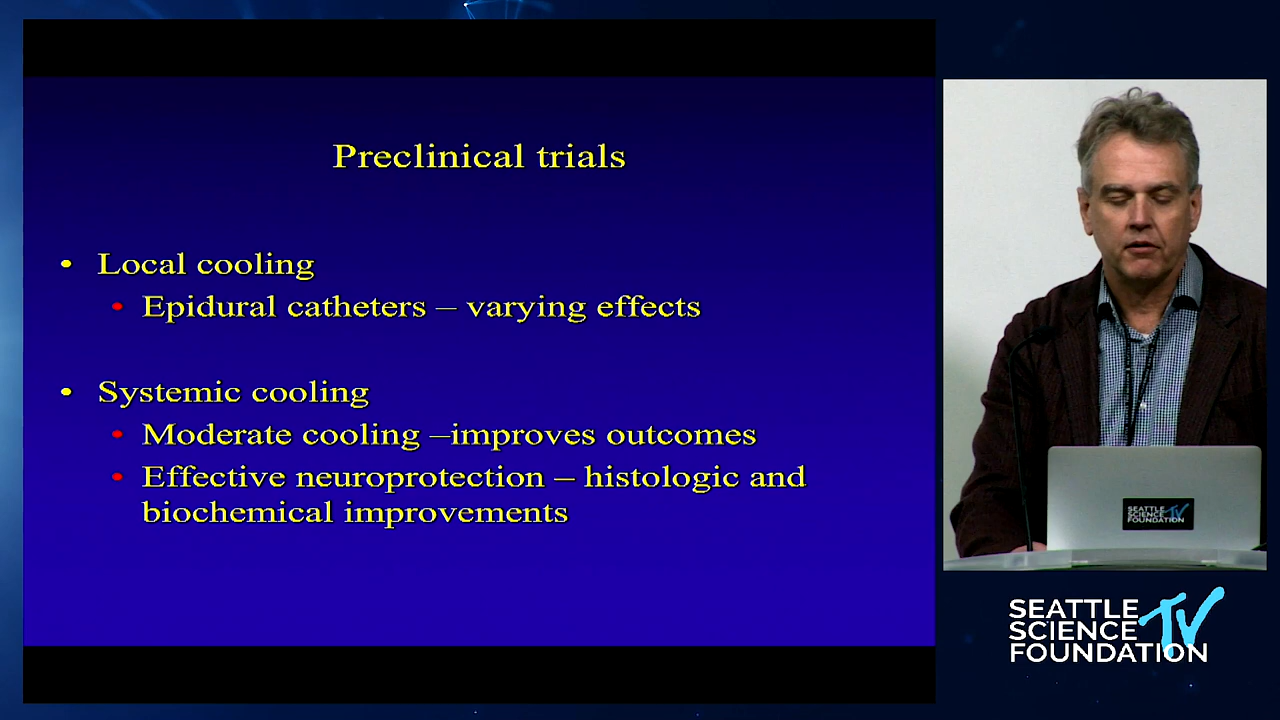 Preclinical trials
• Local cooling
• Epidural catheters – varying effects
• Systemic cooling
• Moderate cooling –improves outcomes
• Effective neuroprotection – histologic and
biochemical improvements
SEATTLE
SCIENCE
FOUNDATION
TV
SEATTLE
SCIENCE
FOUNDATION
TV